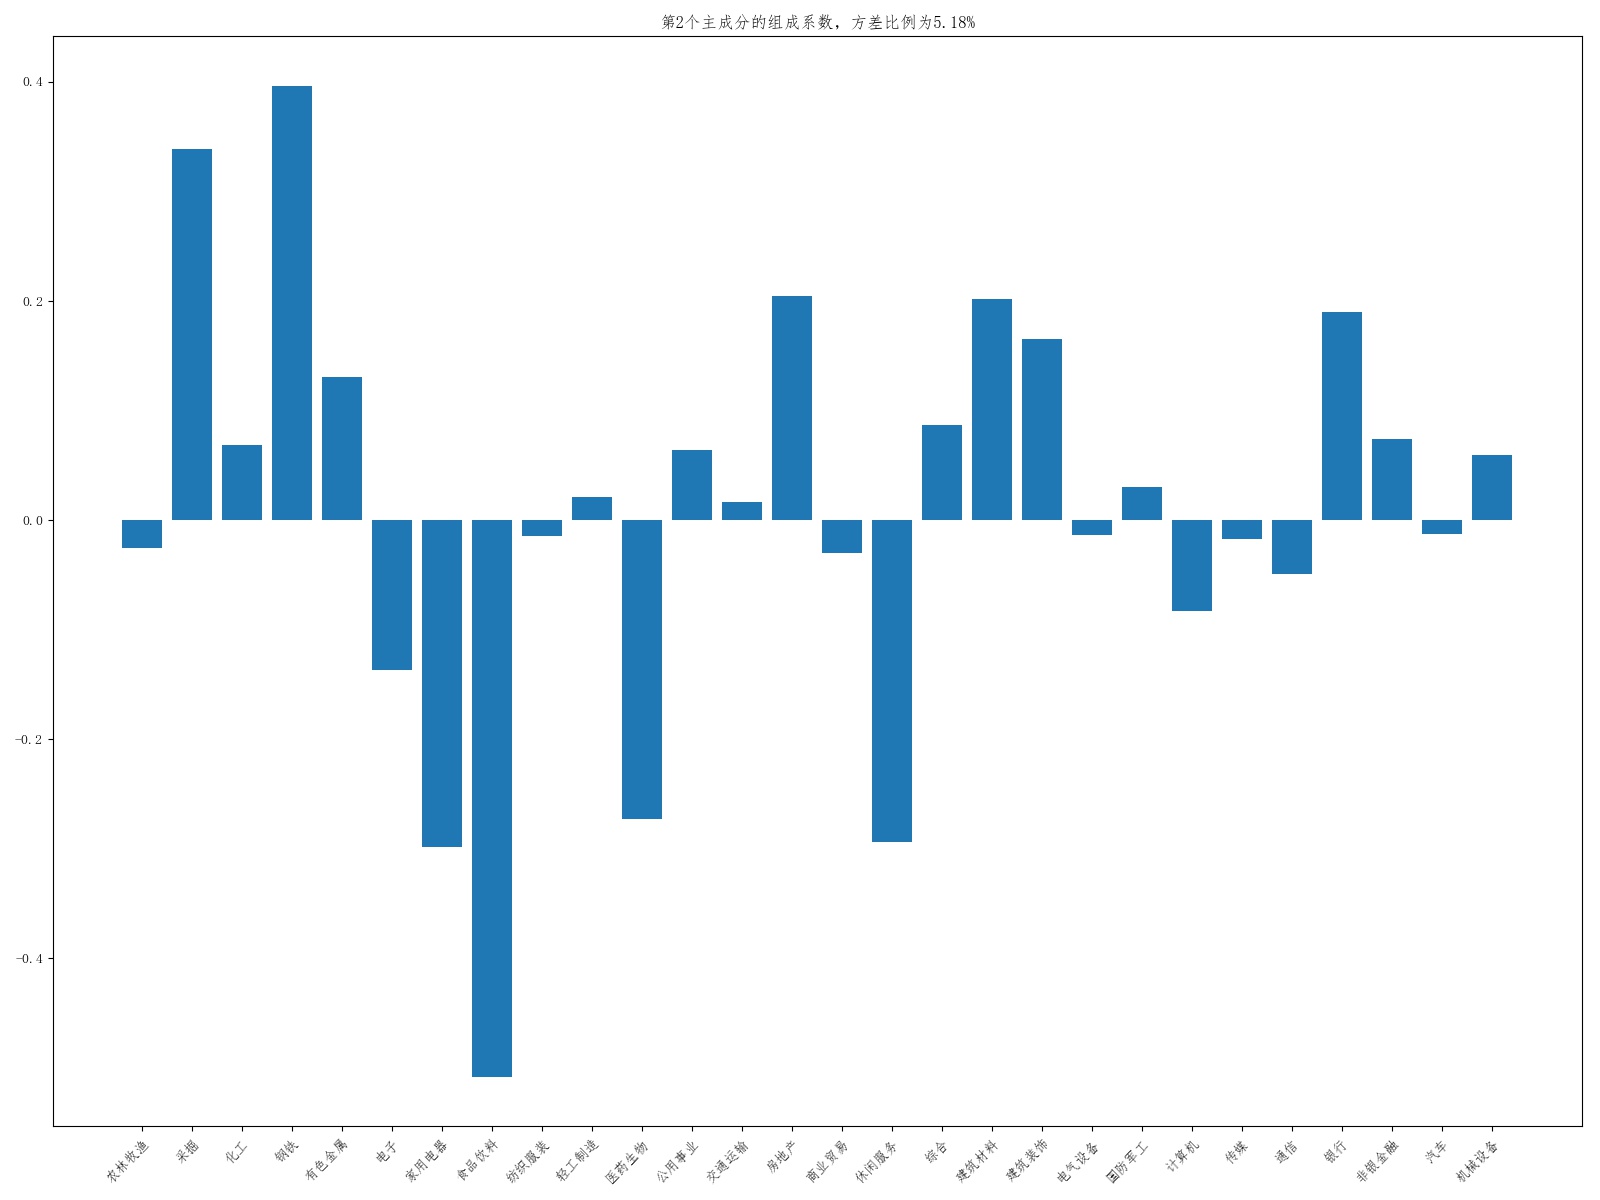 第2个主成分的组成系数，方差比例为5.18%
0.4
0.2
0.0
-0.2
-0.4
农林牧渔
采掘
化工
钢铁
有色金属
电子
家用电器
食品饮料
纺织服装
轻工制造
医药生物
公用事业
交通运输
房地产
商业贸易
休闲服务
综合
建筑材料
建筑装饰
电气设备
国防军工
计算机
传媒
通信
银行
非银金融
汽车
机械设备